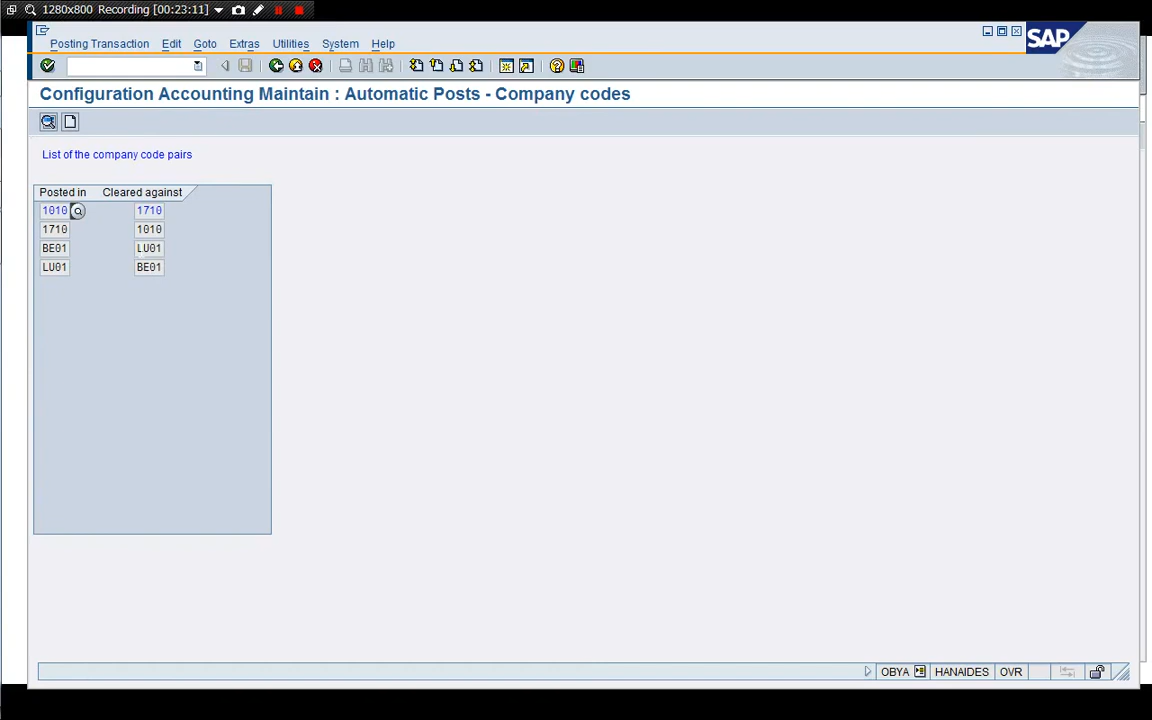 1280x800 Recording [00:23:11]
SAP
Posting Transaction Edit Goto Extras Utilities System Help
Configuration Accounting Maintain : Automatic Posts - Company codes
List of the company code pairs
Posted in Cleared against
1010 1710
1710 1010
BE01 LU01
LU01 BE01
OBYA HANAIDES OVR